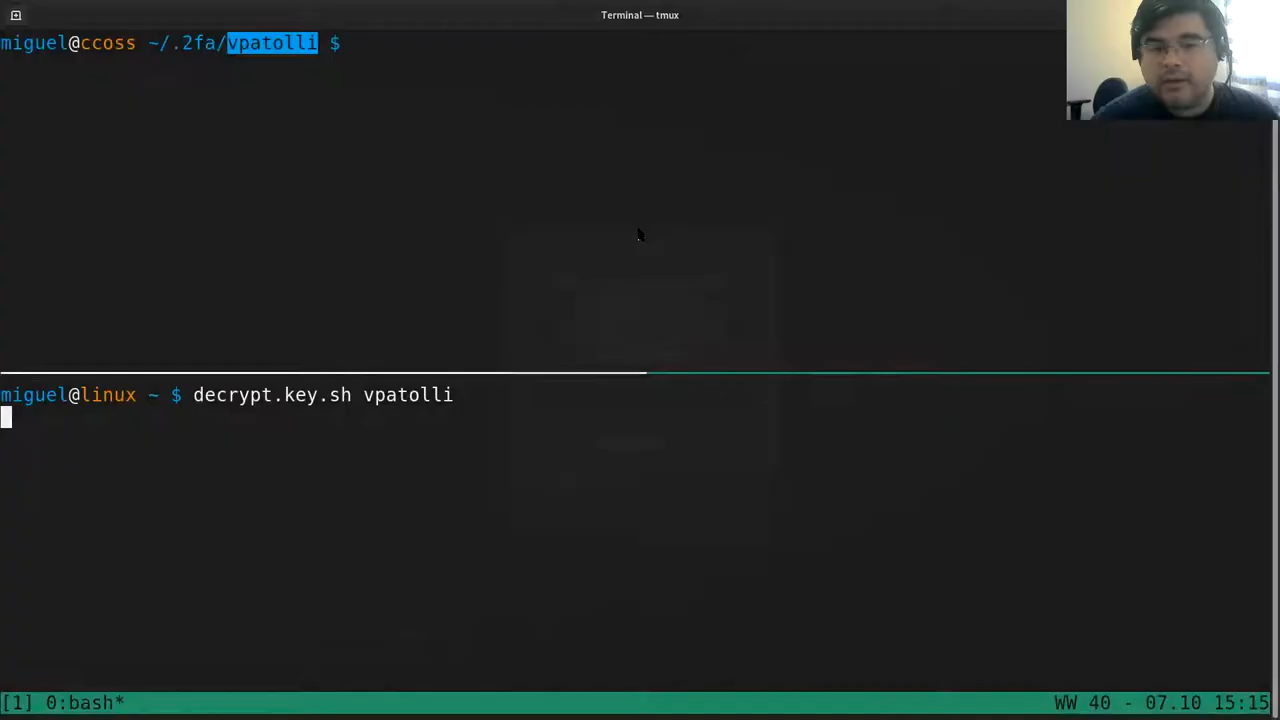 Terminal — tmux
miguel@ccoss ~/.2fa/vpatolli $
miguel@linux ~ $ decrypt.key.sh vpatolli
[1] 0:bash* WW 40 - 07.10 15:15